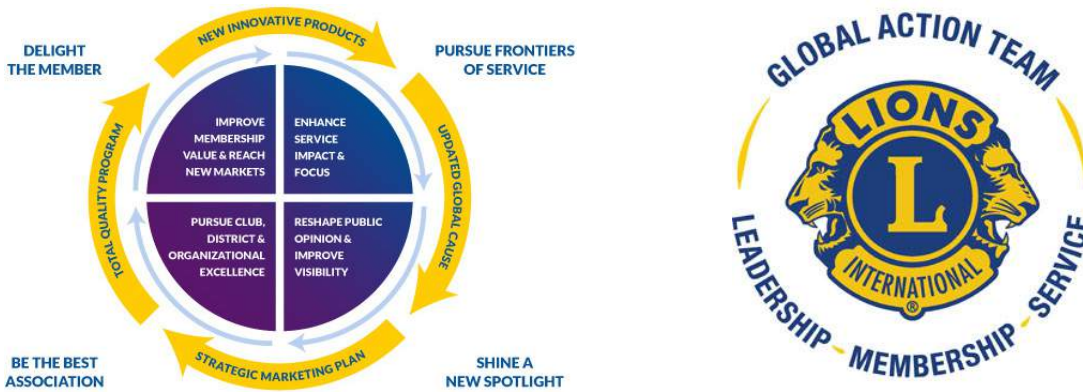 NEW INNOVATIVE PRODUCTS
DELIGHT
THE MEMBER
PURSUE FRONTIERS
OF SERVICE
IMPROVE
MEMBERSHIP
VALUE & REACH
NEW MARKETS
ENHANCE
SERVICE
IMPACT &
FOCUS
TOTAL QUALITY PROGRAM
UPDATED GLOBAL CAUSE
PURSUE CLUB,
DISTRICT &
ORGANIZATIONAL
EXCELLENCE
RESHAPE PUBLIC
OPINION &
IMPROVE
VISIBILITY
STRATEGIC MARKETING PLAN
BE THE BEST
ASSOCIATION
SHINE A
NEW SPOTLIGHT
GLOBAL ACTION TEAM
LIONS
L
INTERNATIONAL
®
LEADERSHIP - MEMBERSHIP - SERVICE